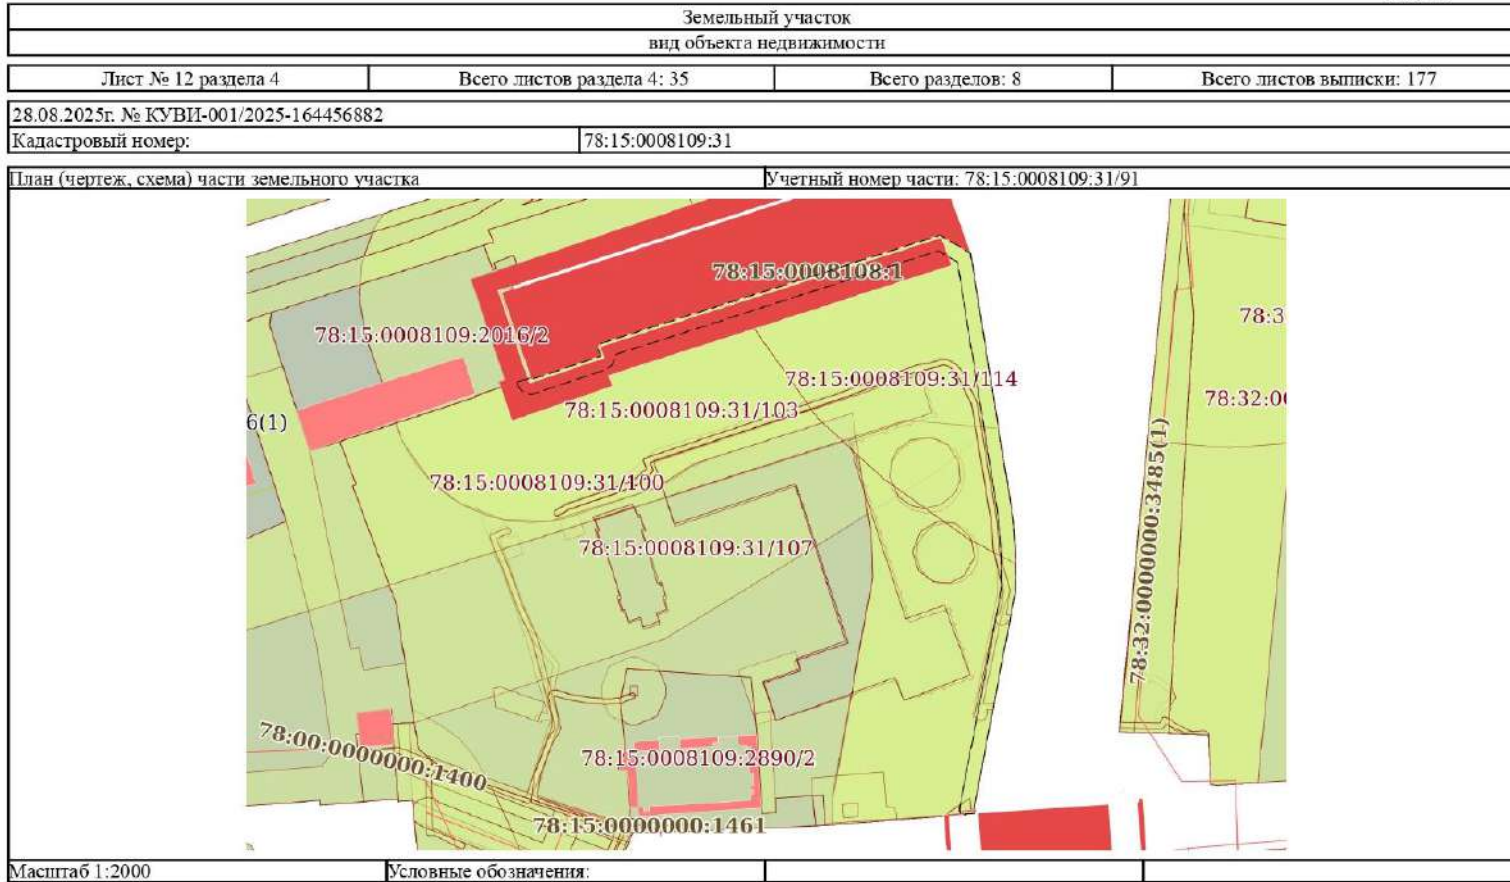 Земельный участок
вид объекта недвижимости
Лист № 12 раздела 4 Всего листов раздела 4: 35 Всего разделов: 8 Всего листов выписки: 177
28.08.2025г. № КУВИ-001/2025-164456882
Кадастровый номер: 78:15:0008109:31
План (чертеж, схема) части земельного участка Учетный номер части: 78:15:0008109:31/91
78:15:0008108:1
78:3
78:15:0008109:2016/2
78:15:0008109:31/114
78:32:00
78:15:0008109:31/103
6(1)
78:15:0008109:31/100
78:32:0000000:3485(1)
78:15:0008109:31/107
78:00:0000000:1400
78:15:0008109:2890/2
78:15:0000000:1461
Масштаб 1:2000 Условные обозначения: